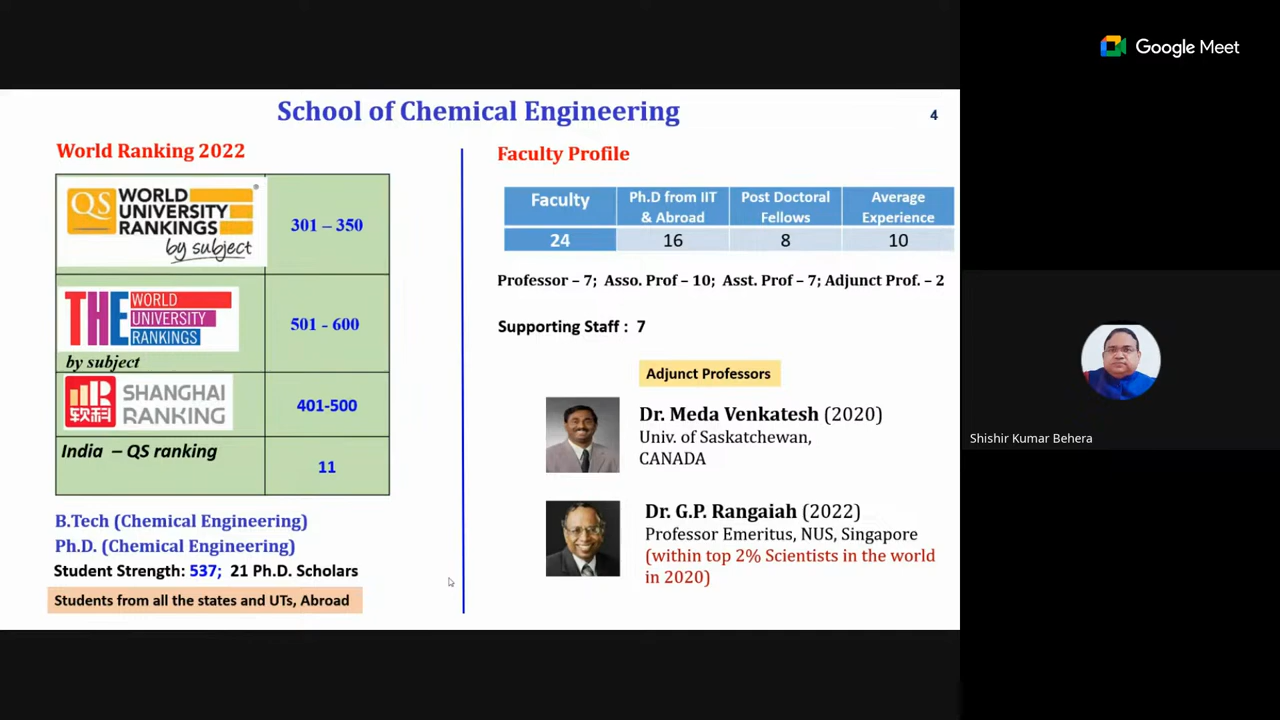 Google Meet
School of Chemical Engineering
4
World Ranking 2022
QS WORLD
UNIVERSITY
RANKINGS
by subject
301 – 350
THE WORLD
UNIVERSITY
RANKINGS
by subject
501 - 600
软科 SHANGHAI
RANKING
401-500
India – QS ranking
11
B.Tech (Chemical Engineering)
Ph.D. (Chemical Engineering)
Student Strength: 537; 21 Ph.D. Scholars
Students from all the states and UTs, Abroad
Faculty Profile
Faculty
Ph.D from IIT
& Abroad
Post Doctoral
Fellows
Average
Experience
24 16 8 10
Professor – 7; Asso. Prof – 10; Asst. Prof – 7; Adjunct Prof. – 2
Supporting Staff : 7
Adjunct Professors
Dr. Meda Venkatesh (2020)
Univ. of Saskatchewan,
CANADA
Dr. G.P. Rangaiah (2022)
Professor Emeritus, NUS, Singapore
(within top 2% Scientists in the world
in 2020)
Shishir Kumar Behera